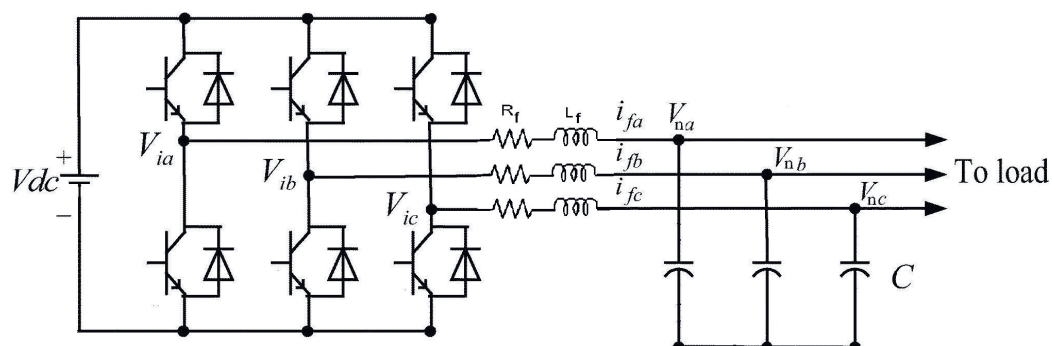 R_f L_f i_fa V_na
V_ia i_fb V_nb
+ V_ib i_fc To load
Vdc V_nc
− V_ic
C